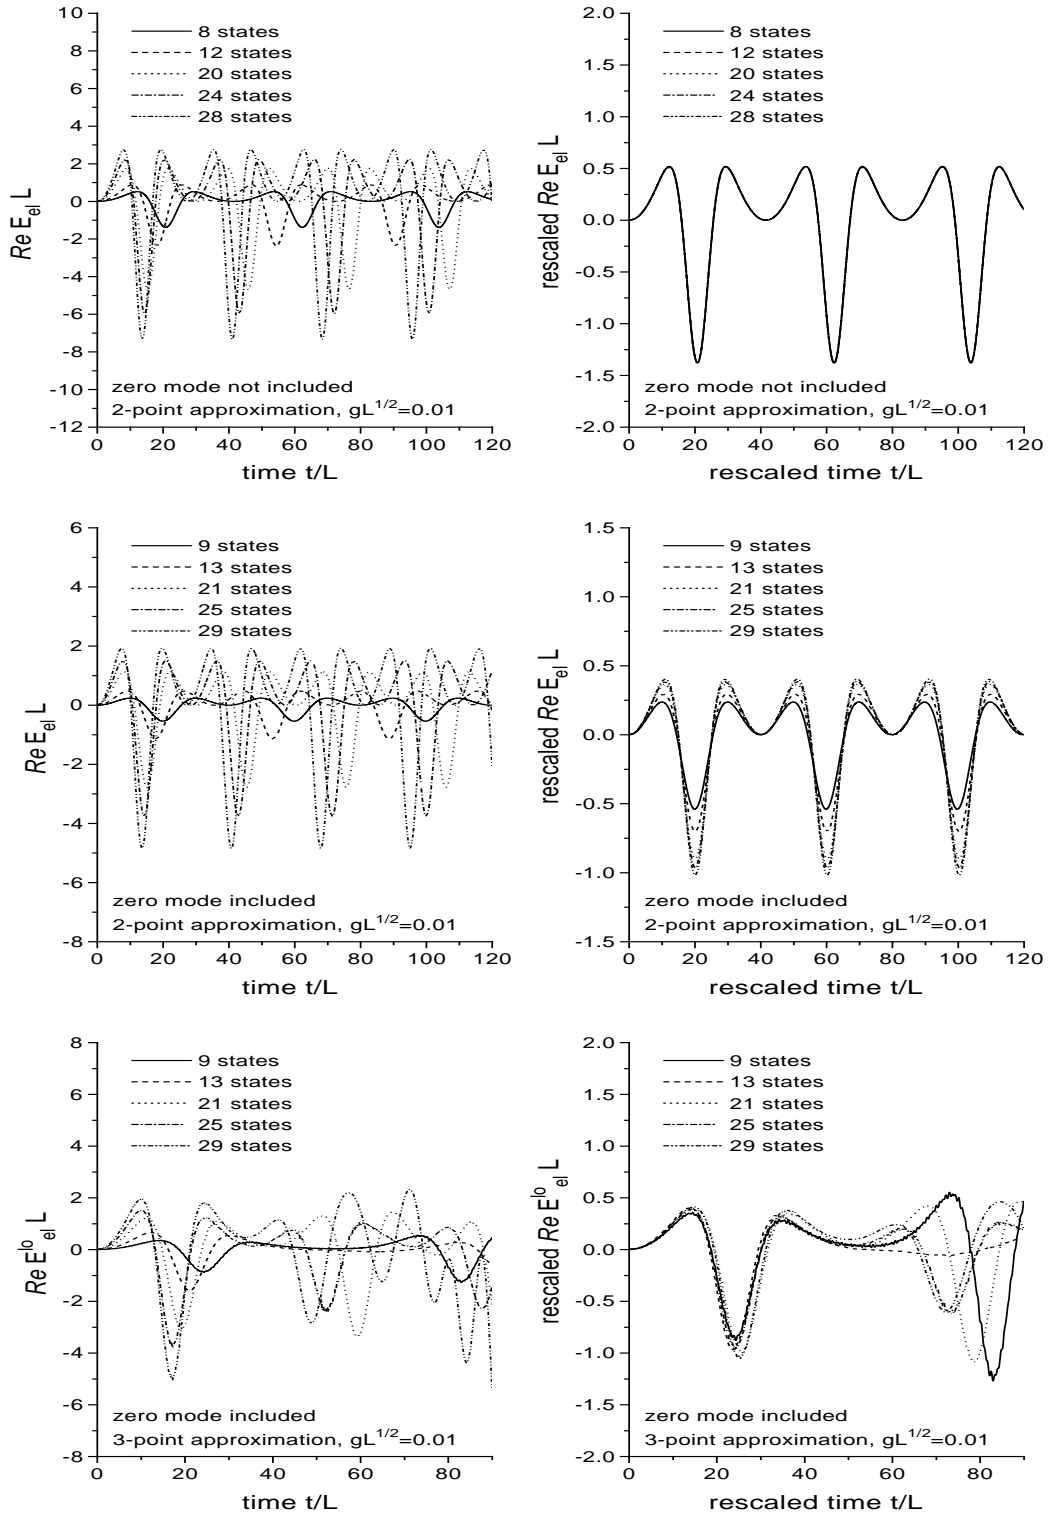 10
8
6
4
2
0
-2
-4
-6
-8
-10
-12
0 20 40 60 80 100 120
Re E_el L
8 states
12 states
20 states
24 states
28 states
zero mode not included
2-point approximation, gL^1/2=0.01
time t/L
2.0
1.5
1.0
0.5
0.0
-0.5
-1.0
-1.5
-2.0
0 20 40 60 80 100 120
rescaled Re E_el L
8 states
12 states
20 states
24 states
28 states
zero mode not included
2-point approximation, gL^1/2=0.01
rescaled time t/L
6
4
2
0
-2
-4
-6
-8
0 20 40 60 80 100 120
Re E_el L
9 states
13 states
21 states
25 states
29 states
zero mode included
2-point approximation, gL^1/2=0.01
time t/L
1.5
1.0
0.5
0.0
-0.5
-1.0
-1.5
0 20 40 60 80 100 120
rescaled Re E_el L
9 states
13 states
21 states
25 states
29 states
zero mode included
2-point approximation, gL^1/2=0.01
rescaled time t/L
8
6
4
2
0
-2
-4
-6
-8
0 20 40 60 80
Re E^lo_el L
9 states
13 states
21 states
25 states
29 states
zero mode included
3-point approximation, gL^1/2=0.01
time t/L
2.0
1.5
1.0
0.5
0.0
-0.5
-1.0
-1.5
-2.0
0 20 40 60 80
rescaled Re E^lo_el L
9 states
13 states
21 states
25 states
29 states
zero mode included
3-point approximation, gL^1/2=0.01
rescaled time t/L